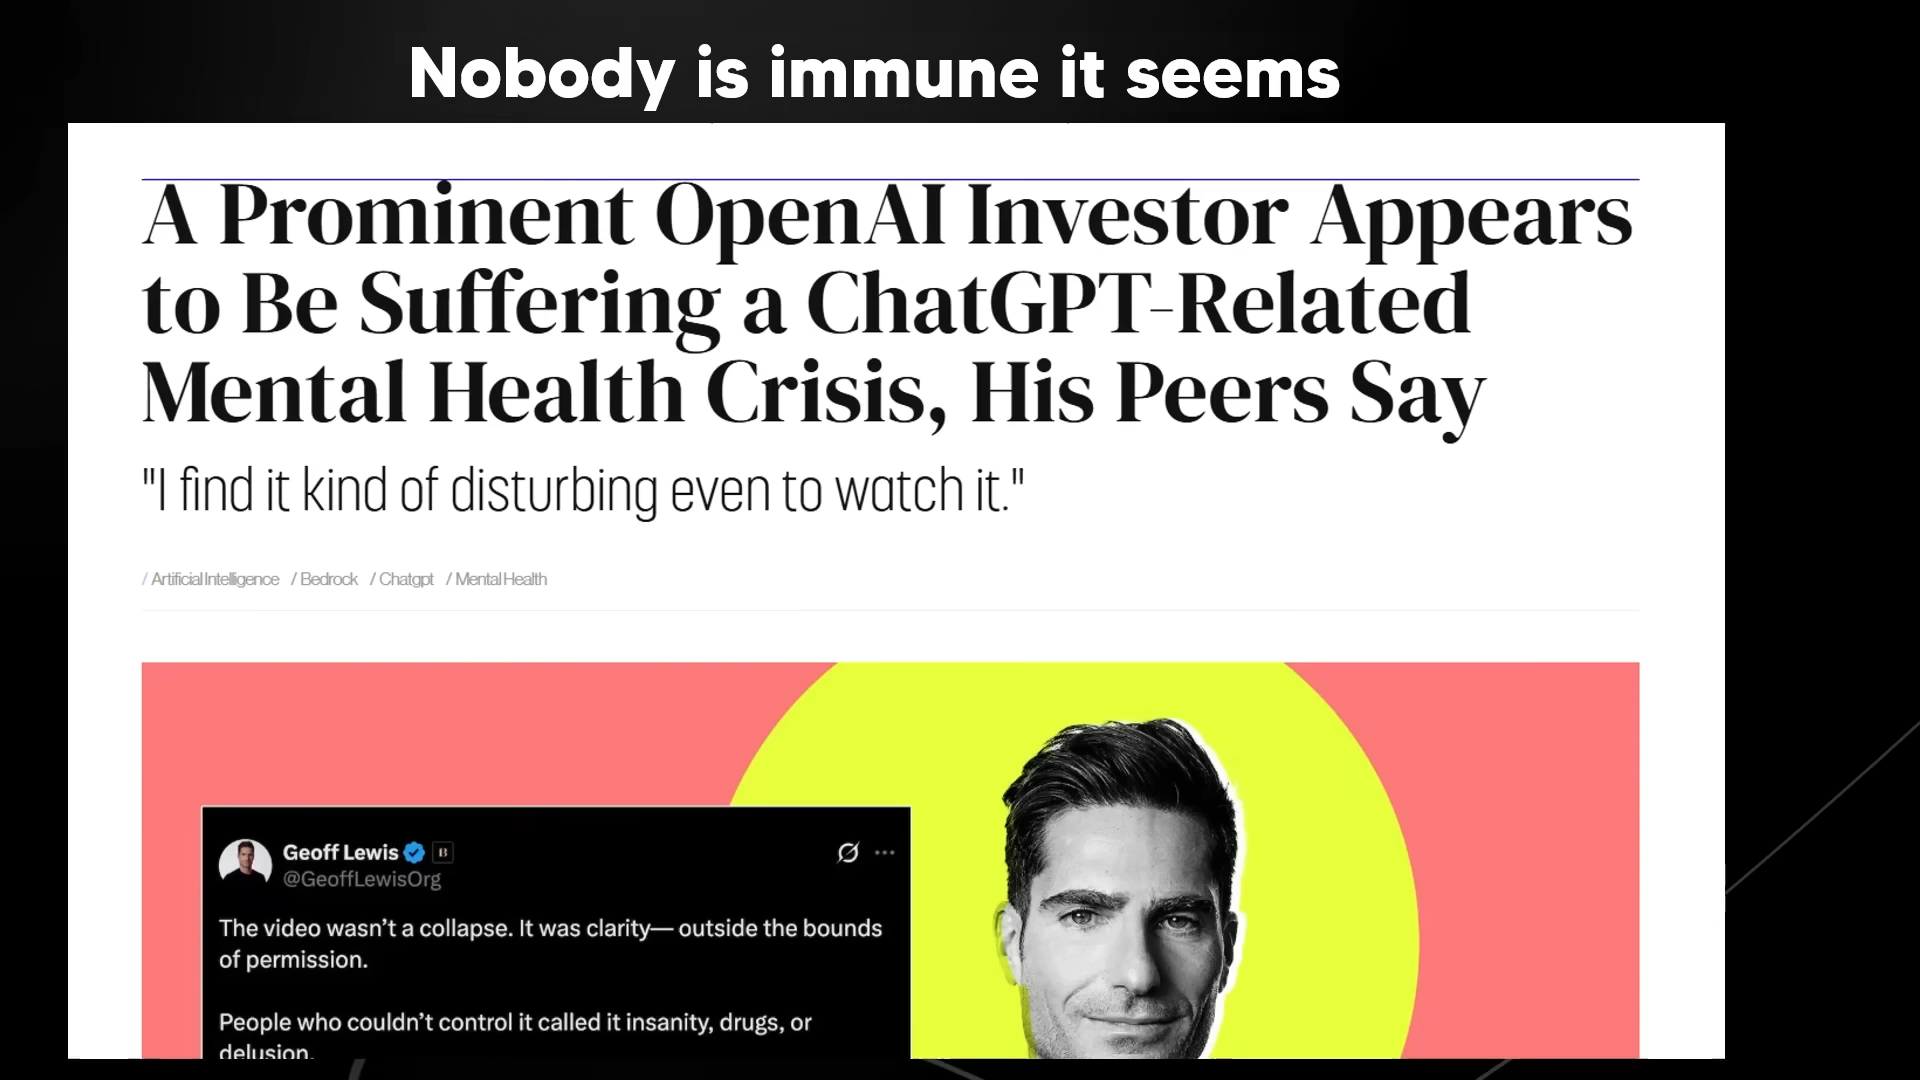 Nobody is immune it seems
A Prominent OpenAI Investor Appears
to Be Suffering a ChatGPT-Related
Mental Health Crisis, His Peers Say
"I find it kind of disturbing even to watch it."
/ Artificial Intelligence / Bedrock / Chatgpt / Mental Health
Geoff Lewis B
@GeoffLewisOrg
The video wasn’t a collapse. It was clarity— outside the bounds
of permission.
People who couldn’t control it called it insanity, drugs, or
delusion.